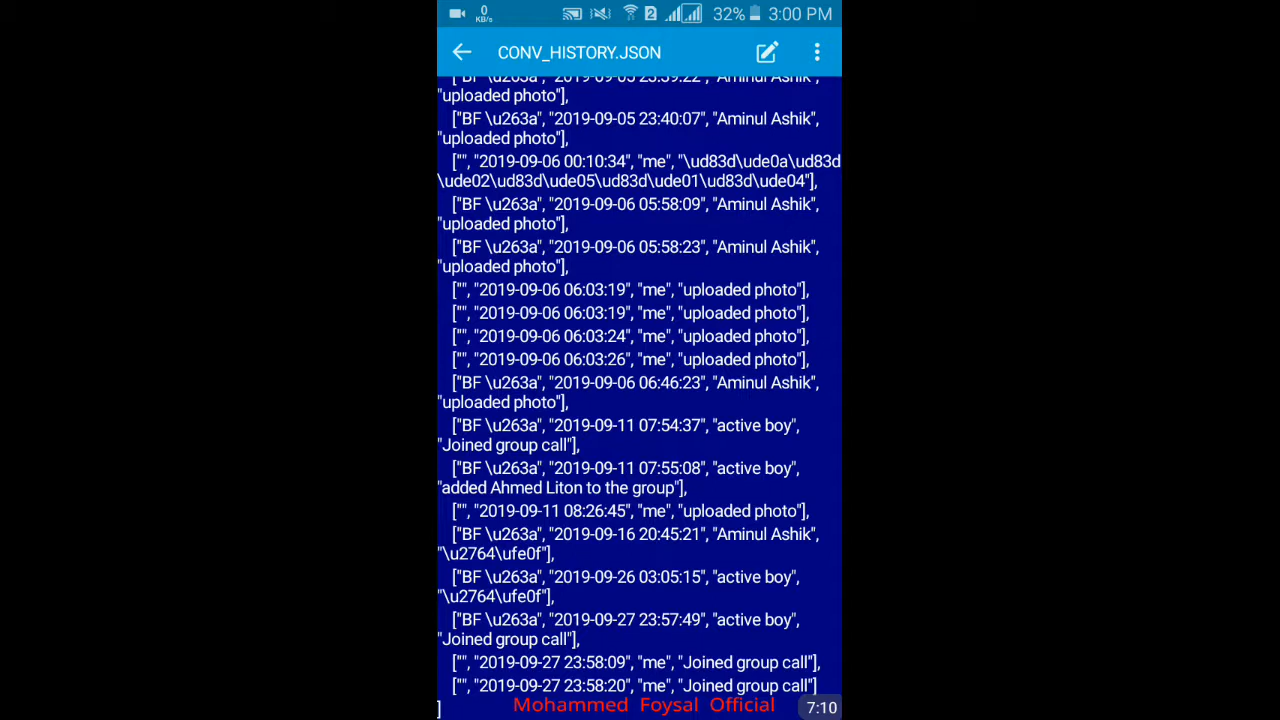 0
KB/s
2
32%
3:00 PM
CONV_HISTORY.JSON
["BF \u263a", "2019-09-05 23:39:22", "Aminul Ashik",
"uploaded photo"],
["BF \u263a", "2019-09-05 23:40:07", "Aminul Ashik",
"uploaded photo"],
["", "2019-09-06 00:10:34", "me", "\ud83d\ude0a\ud83d
\ude02\ud83d\ude05\ud83d\ude01\ud83d\ude04"],
["BF \u263a", "2019-09-06 05:58:09", "Aminul Ashik",
"uploaded photo"],
["BF \u263a", "2019-09-06 05:58:23", "Aminul Ashik",
"uploaded photo"],
["", "2019-09-06 06:03:19", "me", "uploaded photo"],
["", "2019-09-06 06:03:19", "me", "uploaded photo"],
["", "2019-09-06 06:03:24", "me", "uploaded photo"],
["", "2019-09-06 06:03:26", "me", "uploaded photo"],
["BF \u263a", "2019-09-06 06:46:23", "Aminul Ashik",
"uploaded photo"],
["BF \u263a", "2019-09-11 07:54:37", "active boy",
"Joined group call"],
["BF \u263a", "2019-09-11 07:55:08", "active boy",
"added Ahmed Liton to the group"],
["", "2019-09-11 08:26:45", "me", "uploaded photo"],
["BF \u263a", "2019-09-16 20:45:21", "Aminul Ashik",
"\u2764\ufe0f"],
["BF \u263a", "2019-09-26 03:05:15", "active boy",
"\u2764\ufe0f"],
["BF \u263a", "2019-09-27 23:57:49", "active boy",
"Joined group call"],
["", "2019-09-27 23:58:09", "me", "Joined group call"],
["", "2019-09-27 23:58:20", "me", "Joined group call"]
]
Mohammed Foysal Official
7:10